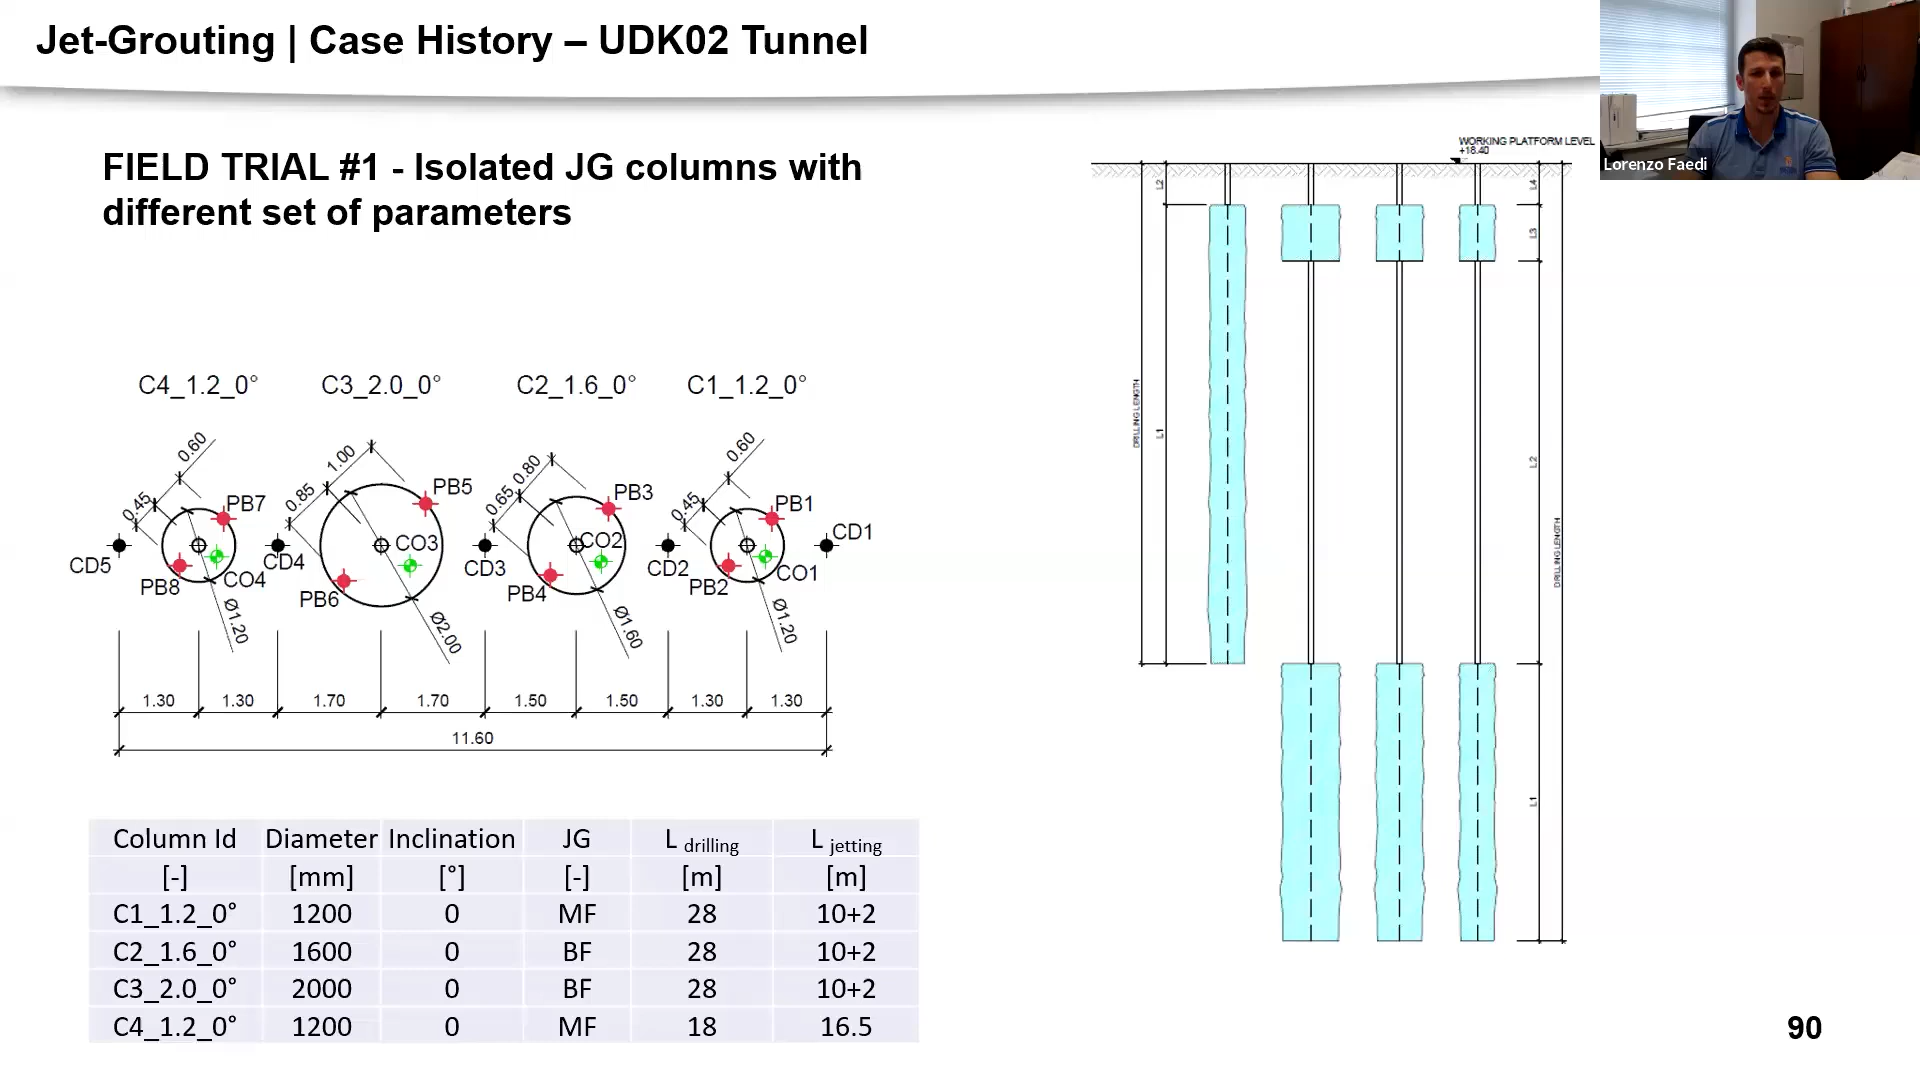 Jet-Grouting | Case History – UDK02 Tunnel
Lorenzo Faedi
FIELD TRIAL #1 - Isolated JG columns with
different set of parameters
WORKING PLATFORM LEVEL
+18.40
L2
L4
L3
DRILLING LENGTH
L1
L2
DRILLING LENGTH
L1
C4_1.2_0°
C3_2.0_0°
C2_1.6_0°
C1_1.2_0°
0.60
0.45
1.00
0.85
0.80
0.65
0.60
0.45
PB7
PB5
PB3
PB1
CD1
CO3
CO2
CD5
CD4
CD3
CD2
CO1
PB8
CO4
PB6
PB4
PB2
Ø1.20
Ø2.00
Ø1.60
Ø1.20
1.30 1.30 1.70 1.70 1.50 1.50 1.30 1.30
11.60
Column Id Diameter Inclination JG L drilling L jetting
[-] [mm] [°] [-] [m] [m]
C1_1.2_0° 1200 0 MF 28 10+2
C2_1.6_0° 1600 0 BF 28 10+2
C3_2.0_0° 2000 0 BF 28 10+2
C4_1.2_0° 1200 0 MF 18 16.5
90